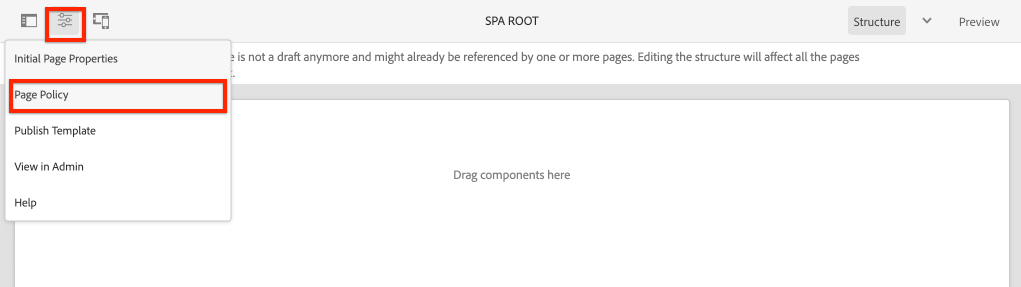 SPA ROOT
Structure
Preview
Initial Page Properties
e is not a draft anymore and might already be referenced by one or more pages. Editing the structure will affect all the pages
Page Policy
Publish Template
View in Admin
Help
Drag components here